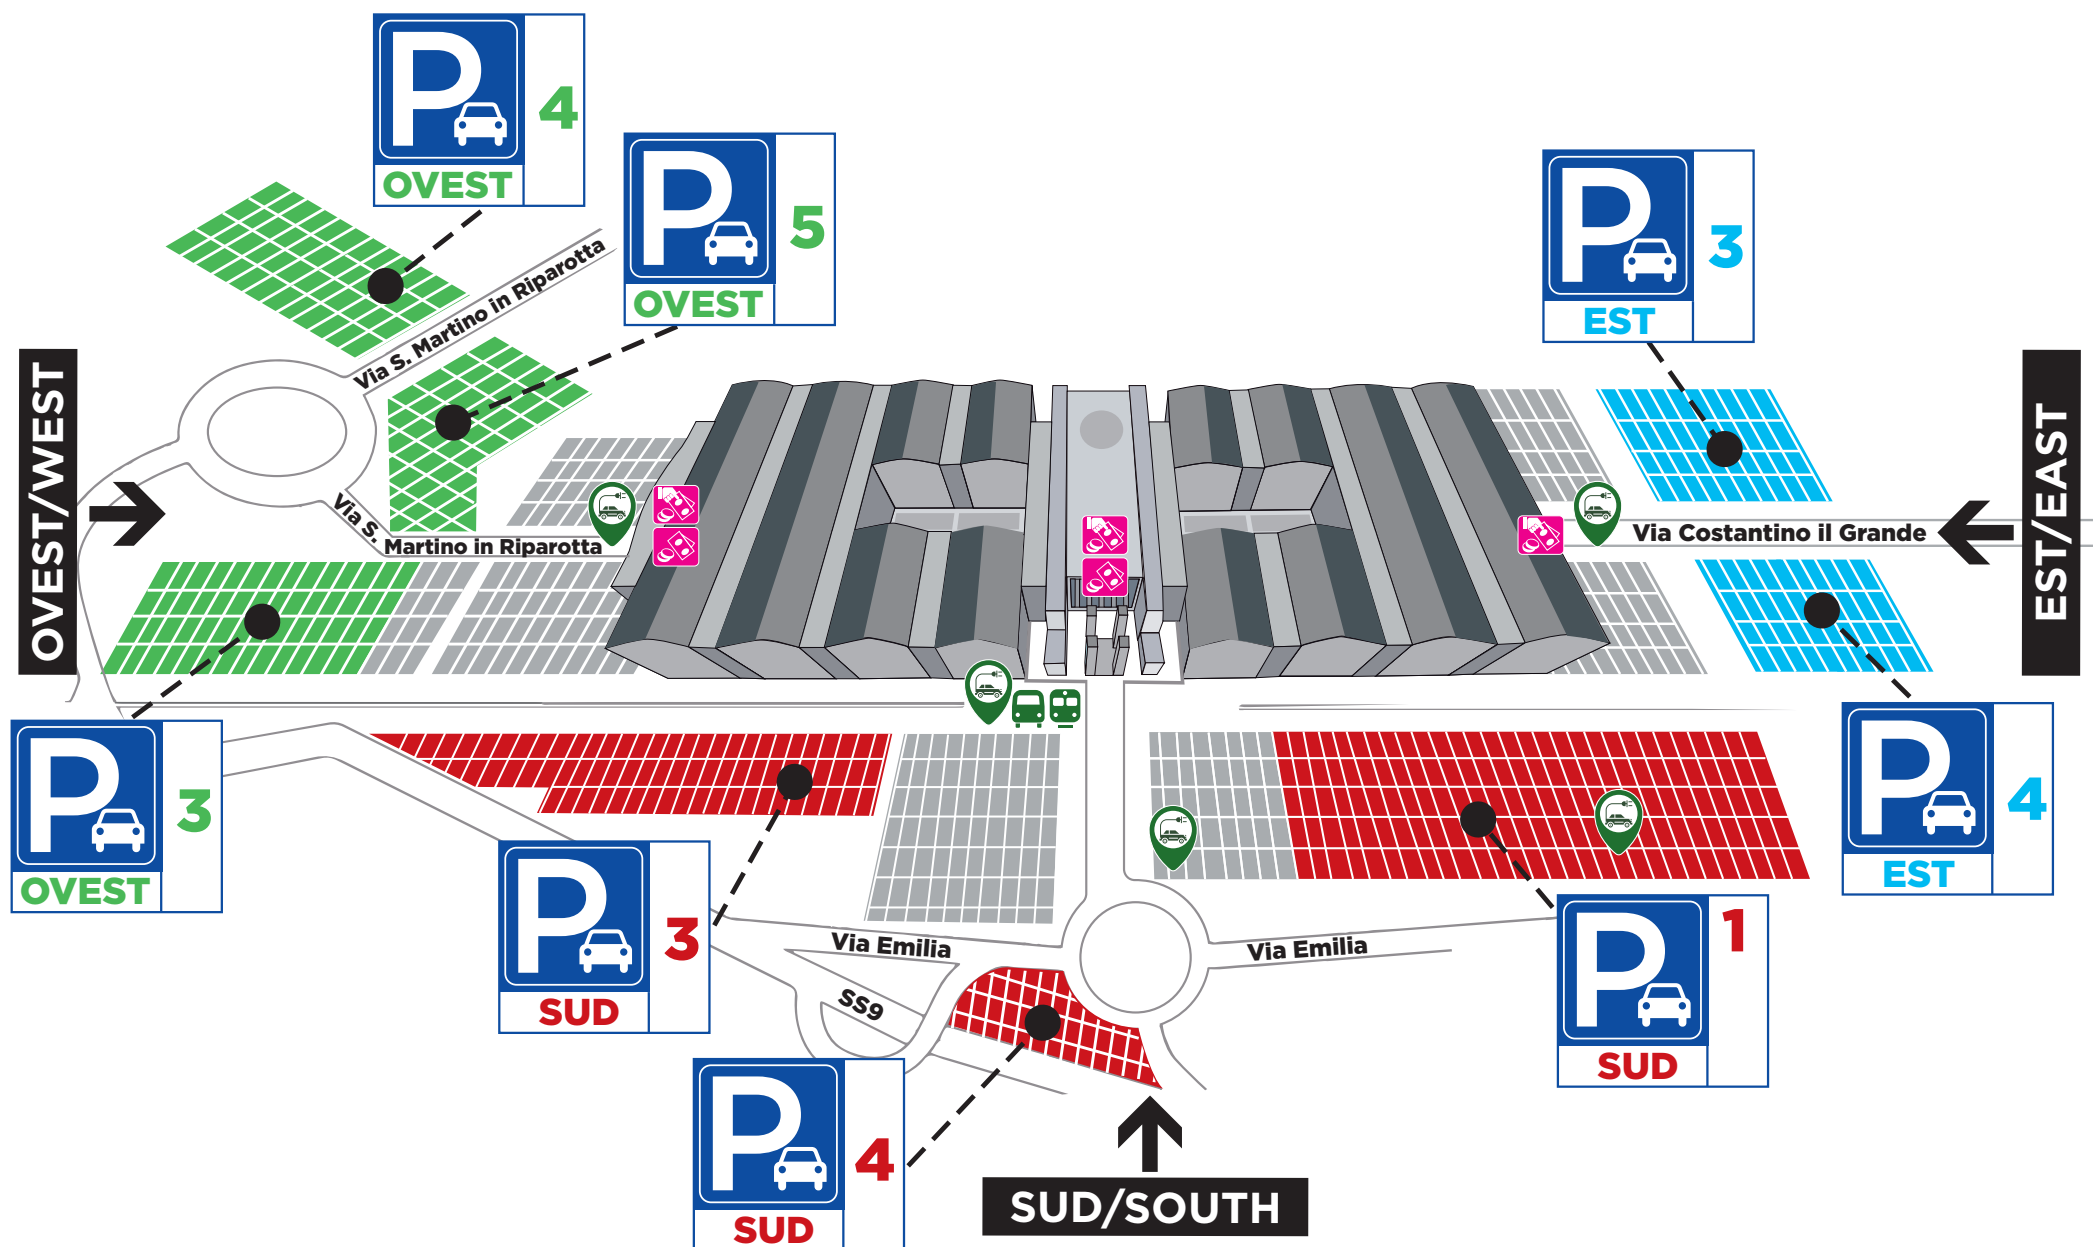 P 4
OVEST
P 5
OVEST
P 3
EST
Via S. Martino in Riparotta
OVEST/WEST
EST/EAST
Via S. Martino in Riparotta
Via Costantino il Grande
P 3
OVEST
P 4
EST
P 3
SUD
P 1
SUD
Via Emilia
Via Emilia
SS9
P 4
SUD
SUD/SOUTH